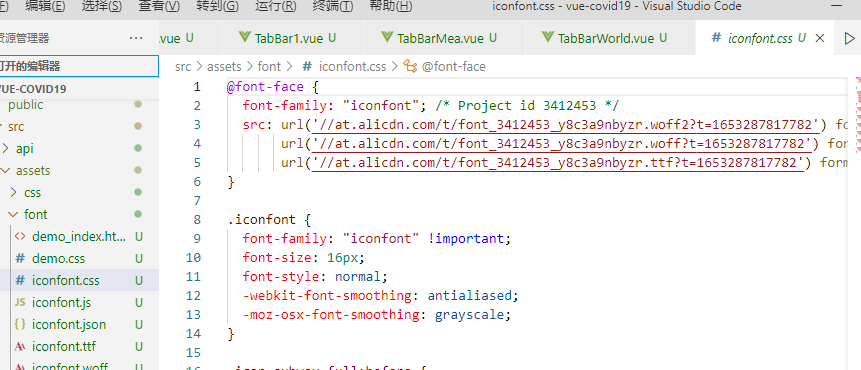 编辑(E) 选择(S) 查看(V) 转到(G) 运行(R) 终端(T) 帮助(H) iconfont.css - vue-covid19 - Visual Studio Code
资源管理器 ···
.vue U TabBar1.vue U TabBarMea.vue U TabBarWorld.vue U # iconfont.css U ×
打开的编辑器
src > assets > font > # iconfont.css > @font-face
VUE-COVID19
public
src
api
assets
css
font
<> demo_index.ht... U
# demo.css U
# iconfont.css U
JS iconfont.js U
{} iconfont.json U
iconfont.ttf U
iconfont.woff U
1 @font-face {
2 font-family: "iconfont"; /* Project id 3412453 */
3 src: url('//at.alicdn.com/t/font_3412453_y8c3a9nbyzr.woff2?t=1653287817782') fo
4 url('//at.alicdn.com/t/font_3412453_y8c3a9nbyzr.woff?t=1653287817782') for
5 url('//at.alicdn.com/t/font_3412453_y8c3a9nbyzr.ttf?t=1653287817782') form
6 }
7
8 .iconfont {
9 font-family: "iconfont" !important;
10 font-size: 16px;
11 font-style: normal;
12 -webkit-font-smoothing: antialiased;
13 -moz-osx-font-smoothing: grayscale;
14 }
15